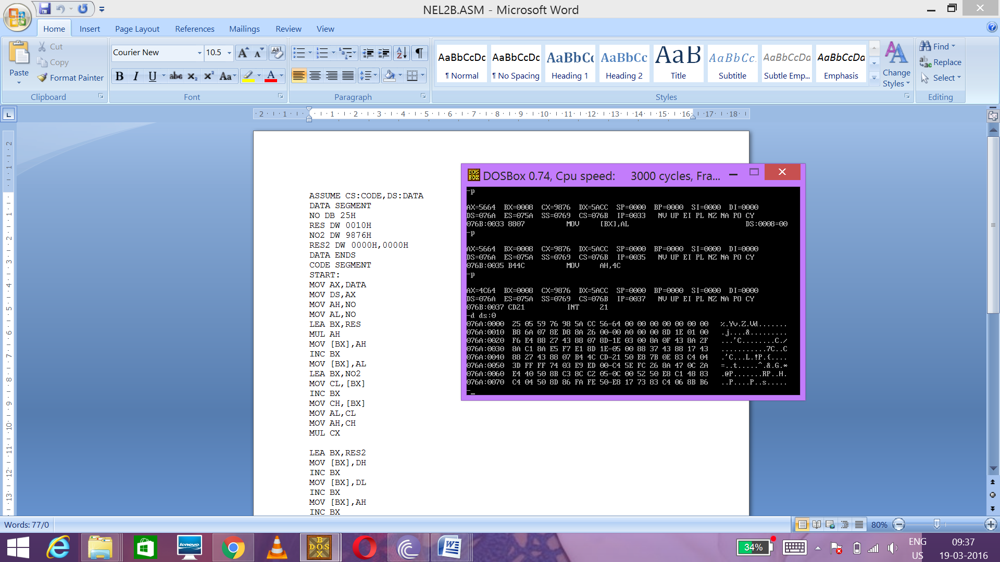 NEL2B.ASM - Microsoft Word
Home Insert Page Layout References Mailings Review View
Paste
Cut
Copy
Format Painter
Clipboard
Courier New 10.5
Font
Paragraph
AaBbCcDc AaBbCcDc AaBbCc AaBbCc AaB AaBbCc. AaBbCcDa AaBbCcDa
¶ Normal ¶ No Spacing Heading 1 Heading 2 Title Subtitle Subtle Emp... Emphasis
Change Styles
Styles
Find
Replace
Select
Editing
2 1 1 2 3 4 5 6 7 8 9 10 11 12 13 14 15 16 17 18
ASSUME CS:CODE,DS:DATA
DATA SEGMENT
NO DB 25H
RES DW 0010H
NO2 DW 9876H
RES2 DW 0000H,0000H
DATA ENDS
CODE SEGMENT
START:
MOV AX,DATA
MOV DS,AX
MOV AH,NO
MOV AL,NO
LEA BX,RES
MUL AH
MOV [BX],AH
INC BX
MOV [BX],AL
LEA BX,NO2
MOV CL,[BX]
INC BX
MOV CH,[BX]
MOV AL,CL
MOV AH,CH
MUL CX
LEA BX,RES2
MOV [BX],DH
INC BX
MOV [BX],DL
INC BX
MOV [BX],AH
INC BX
DOSBox 0.74, Cpu speed: 3000 cycles, Fra...
-p
AX=5664 BX=0008 CX=9876 DX=5ACC SP=0000 BP=0000 SI=0000 DI=0000
DS=076A ES=075A SS=0769 CS=076B IP=0033 NV UP EI PL NZ NA PO CY
076B:0033 8807 MOV [BX],AL DS:0008=00
-p
AX=5664 BX=0008 CX=9876 DX=5ACC SP=0000 BP=0000 SI=0000 DI=0000
DS=076A ES=075A SS=0769 CS=076B IP=0035 NV UP EI PL NZ NA PO CY
076B:0035 B44C MOV AH,4C
-p
AX=4C64 BX=0008 CX=9876 DX=5ACC SP=0000 BP=0000 SI=0000 DI=0000
DS=076A ES=075A SS=0769 CS=076B IP=0037 NV UP EI PL NZ NA PO CY
076B:0037 CD21 INT 21
-d ds:0
076A:0000 25 05 59 76 98 5A CC 56-64 00 00 00 00 00 00 00 %.Yv.Z.Vd.......
076A:0010 B8 6A 07 8E D8 8A 26 00-00 A0 00 00 8D 1E 01 00 .j....&.........
076A:0020 F6 E4 88 27 43 88 07 8D-1E 03 00 8A 0F 43 8A 2F ...'C........C./
076A:0030 8A C1 8A E5 F7 E1 8D 1E-05 00 88 37 43 88 17 43 ...........7C..C
076A:0040 88 27 43 88 07 B4 4C CD-21 50 E8 7B 0E 83 C4 04 .'C...L.!P.{....
076A:0050 3D FF FF 74 03 E9 ED 00-C4 5E FC 26 8A 47 0C 2A =..t.....^.&.G.*
076A:0060 E4 40 50 8B C3 8C C2 05-0C 00 52 50 E8 C1 48 83 .@P.......RP..H.
076A:0070 C4 04 50 8D 86 FA FE 50-E8 17 73 83 C4 06 8B B6 ..P....P..s.....
-
Words: 77/0
80%
34%
ENG
US
09:37
19-03-2016